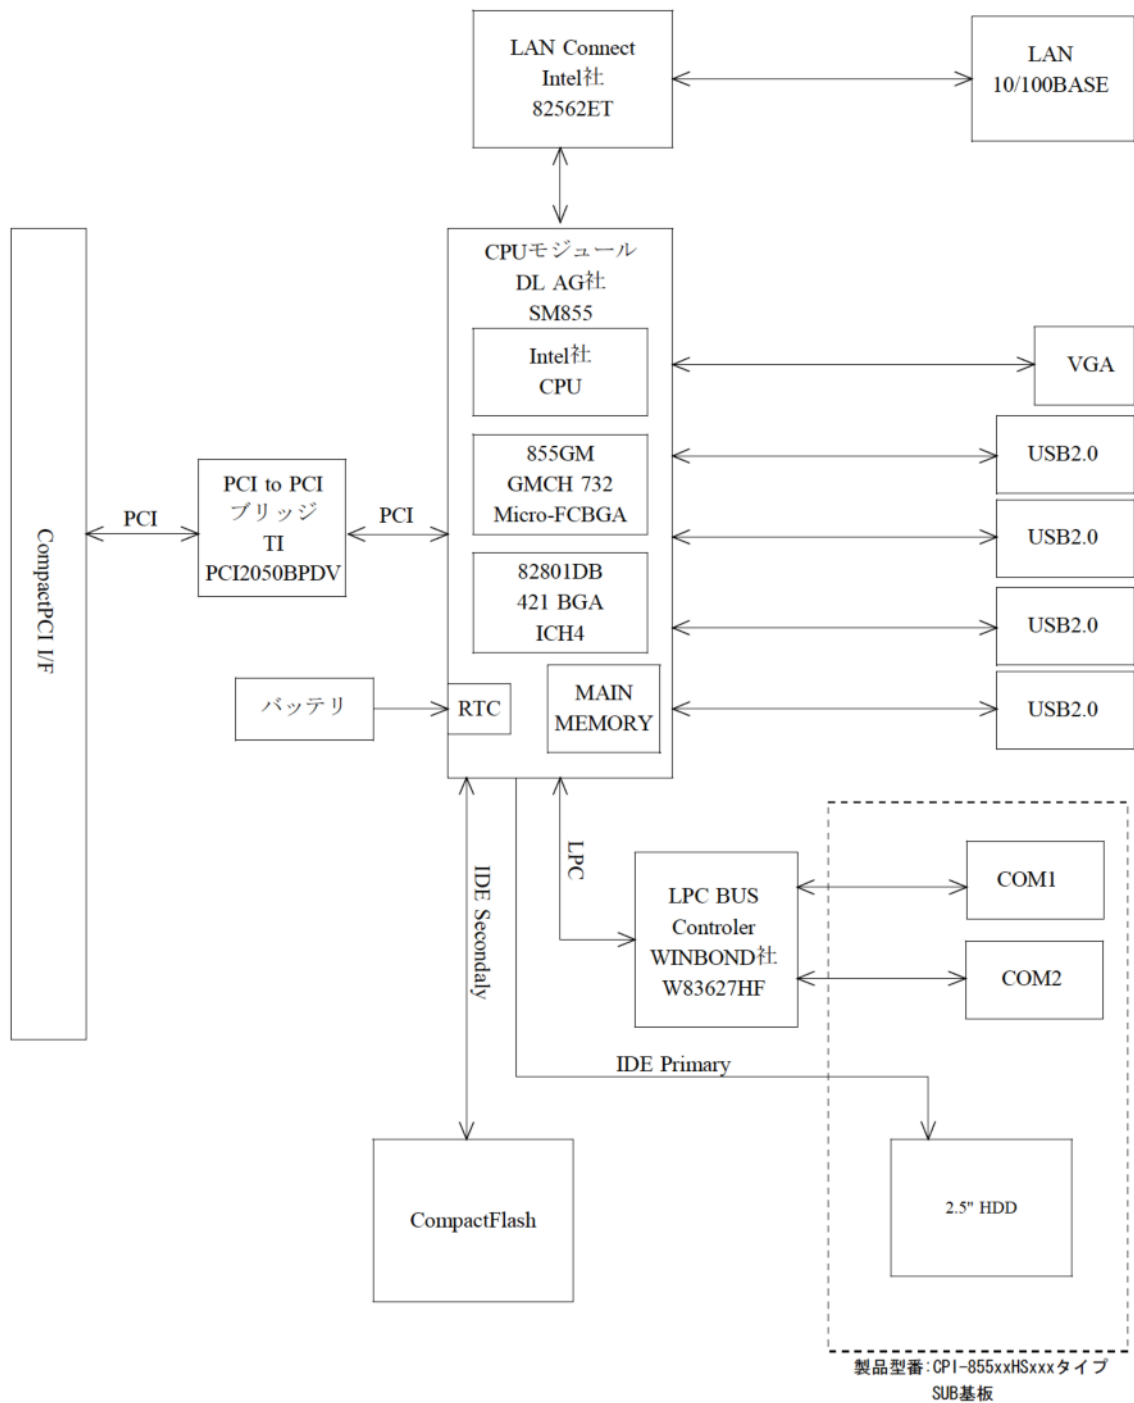 LAN Connect
Intel社
82562ET
LAN
10/100BASE
CPUモジュール
DL AG社
SM855
Intel社
CPU
855GM
GMCH 732
Micro-FCBGA
82801DB
421 BGA
ICH4
RTC
MAIN
MEMORY
VGA
USB2.0
USB2.0
USB2.0
USB2.0
CompactPCI I/F
PCI
PCI to PCI
ブリッジ
TI
PCI2050BPDV
PCI
バッテリ
IDE Secondaly
LPC
LPC BUS
Controler
WINBOND社
W83627HF
COM1
COM2
IDE Primary
CompactFlash
2.5" HDD
製品型番:CPI-855xxHSxxxタイプ
SUB基板